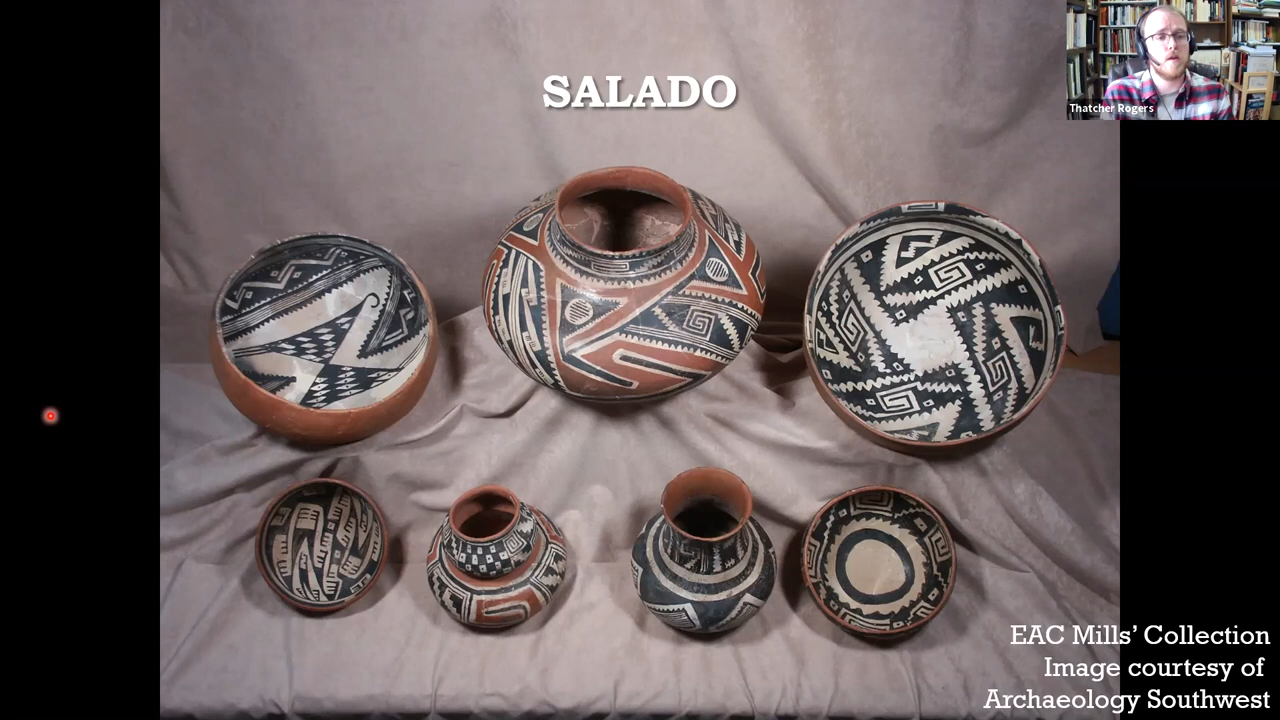 SALADO
Thatcher Rogers
EAC Mills' Collection
Image courtesy of
Archaeology Southwest